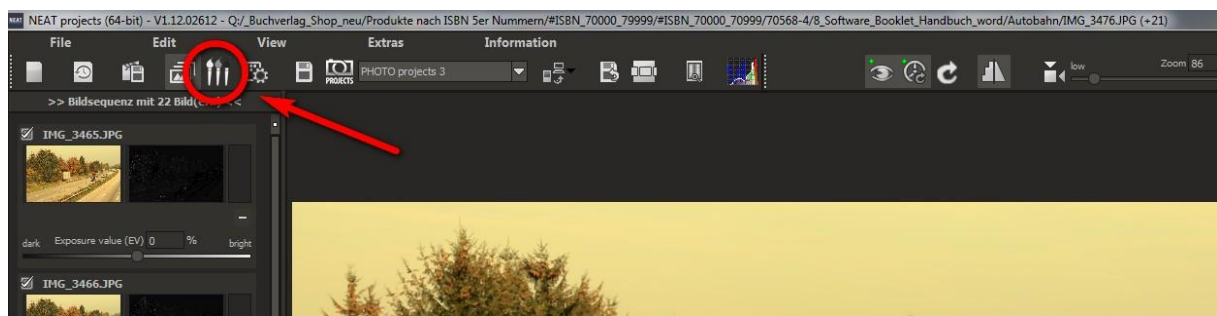 NEAT NEAT projects (64-bit) - V1.12.02612 - Q:/_Buchverlag_Shop_neu/Produkte nach ISBN 5er Nummern/#ISBN_70000_79999/#ISBN_70000_70999/70568-4/8_Software_Booklet_Handbuch_word/Autobahn/IMG_3476.JPG (+21)
File Edit View Extras Information
PROJECTS PHOTO projects 3 low Zoom 86
>> Bildsequenz mit 22 Bild(
IMG_3465.JPG
dark Exposure value (EV) 0 % bright
IMG_3466.JPG